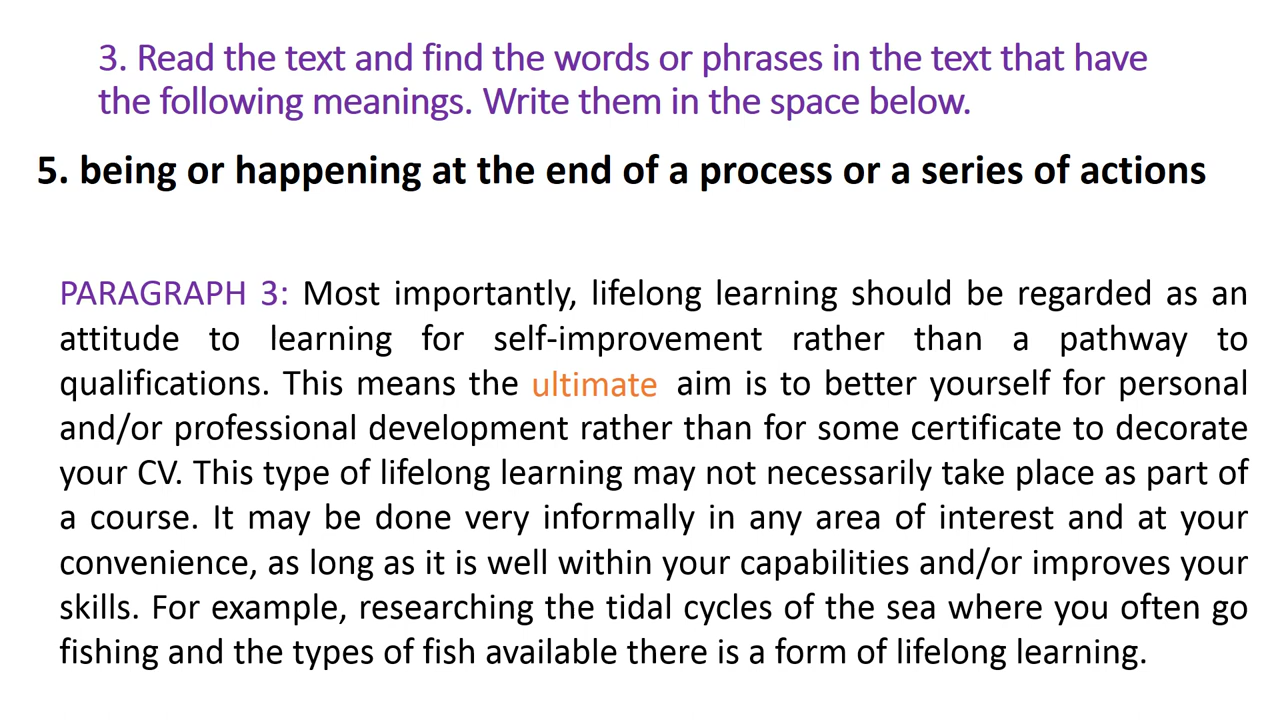 3. Read the text and find the words or phrases in the text that have
the following meanings. Write them in the space below.
5. being or happening at the end of a process or a series of actions
PARAGRAPH 3: Most importantly, lifelong learning should be regarded as an
attitude to learning for self-improvement rather than a pathway to
qualifications. This means the ultimate aim is to better yourself for personal
and/or professional development rather than for some certificate to decorate
your CV. This type of lifelong learning may not necessarily take place as part of
a course. It may be done very informally in any area of interest and at your
convenience, as long as it is well within your capabilities and/or improves your
skills. For example, researching the tidal cycles of the sea where you often go
fishing and the types of fish available there is a form of lifelong learning.